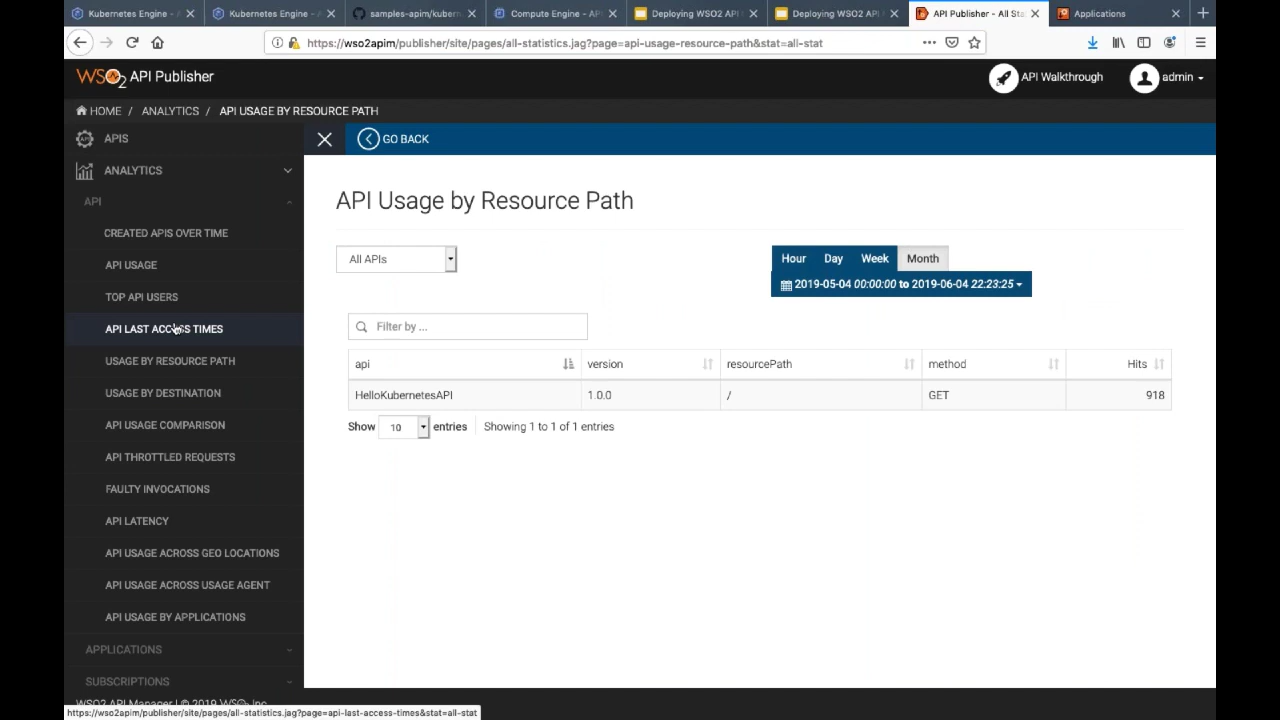 Kubernetes Engine -
Kubernetes Engine -
samples-apim/kubern
Compute Engine - AP
Deploying WSO2 API
Deploying WSO2 API
API Publisher - All Sta
Applications
https://wso2apim/publisher/site/pages/all-statistics.jag?page=api-usage-resource-path&stat=all-stat
WSO2 API Publisher
API Walkthrough
admin
HOME / ANALYTICS / API USAGE BY RESOURCE PATH
APIS
GO BACK
ANALYTICS
API
CREATED APIS OVER TIME
API USAGE
TOP API USERS
API LAST ACCESS TIMES
USAGE BY RESOURCE PATH
USAGE BY DESTINATION
API USAGE COMPARISON
API THROTTLED REQUESTS
FAULTY INVOCATIONS
API LATENCY
API USAGE ACROSS GEO LOCATIONS
API USAGE ACROSS USAGE AGENT
API USAGE BY APPLICATIONS
APPLICATIONS
SUBSCRIPTIONS
WSO2 API Manager | © 2019 WSO2 Inc
API Usage by Resource Path
All APIs
Hour Day Week Month
2019-05-04 00:00:00 to 2019-06-04 22:23:25
Filter by ...
api version resourcePath method Hits
HelloKubernetesAPI 1.0.0 / GET 918
Show 10 entries Showing 1 to 1 of 1 entries
https://wso2apim/publisher/site/pages/all-statistics.jag?page=api-last-access-times&stat=all-stat